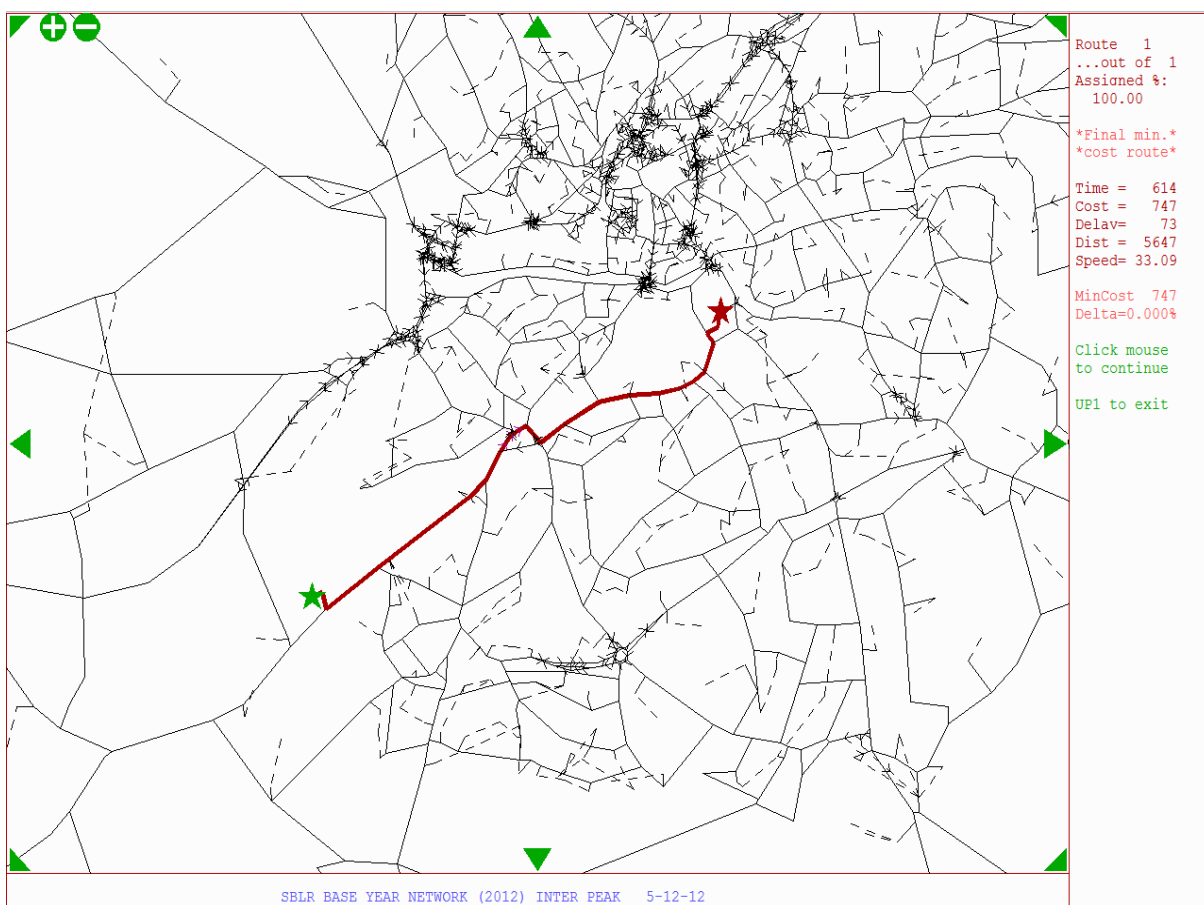 Route 1
...out of 1
Assigned %:
100.00
*Final min.*
*cost route*
Time = 614
Cost = 747
Delay= 73
Dist = 5647
Speed= 33.09
MinCost 747
Delta=0.000%
Click mouse
to continue
UP1 to exit
SBLR BASE YEAR NETWORK (2012) INTER PEAK 5-12-12